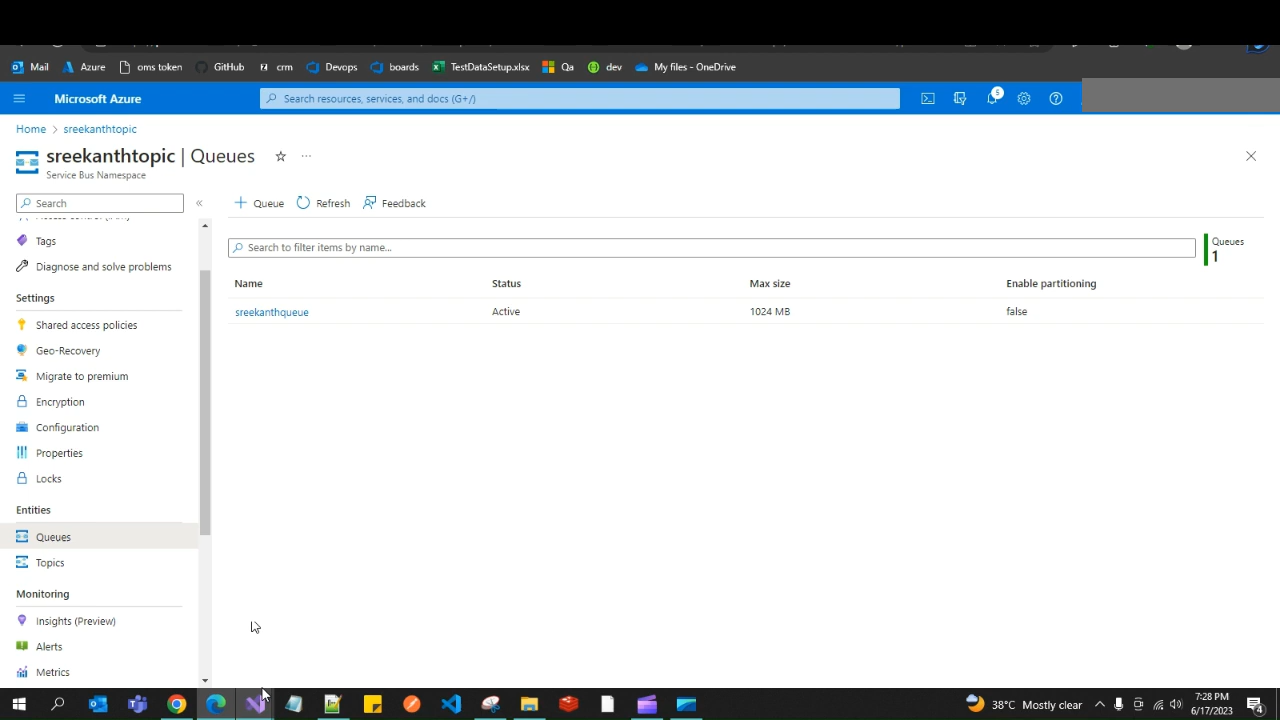 Mail Azure oms token GitHub crm Devops boards TestDataSetup.xlsx Qa dev My files - OneDrive
Microsoft Azure Search resources, services, and docs (G+/) 5
Home > sreekanthtopic
sreekanthtopic | Queues
Service Bus Namespace
Search « + Queue Refresh Feedback
Tags
Search to filter items by name...
Queues
1
Diagnose and solve problems
Name Status Max size Enable partitioning
Settings
sreekanthqueue Active 1024 MB false
Shared access policies
Geo-Recovery
Migrate to premium
Encryption
Configuration
Properties
Locks
Entities
Queues
Topics
Monitoring
Insights (Preview)
Alerts
Metrics
38°C Mostly clear
7:28 PM
6/17/2023
4